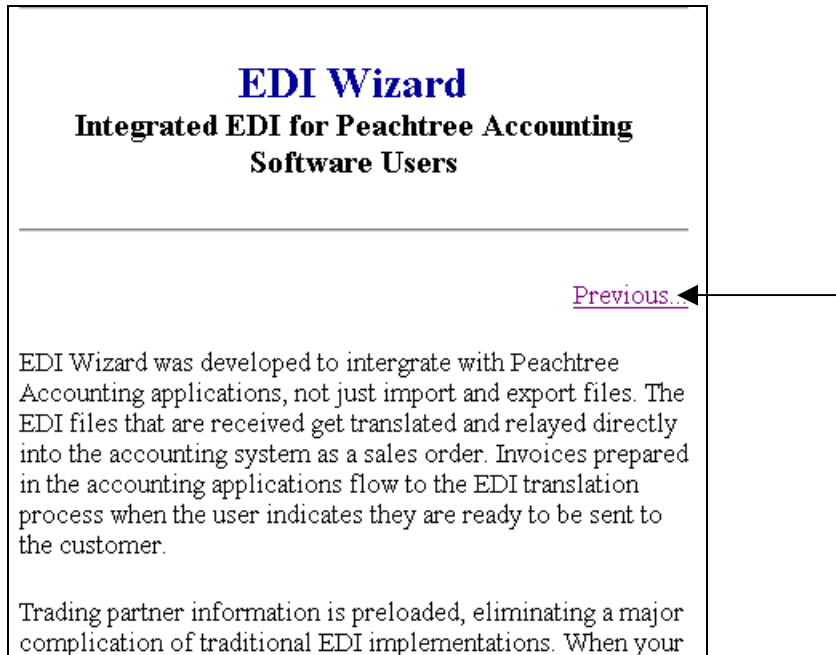 EDI Wizard
Integrated EDI for Peachtree Accounting
Software Users
Previous...
EDI Wizard was developed to intergrate with Peachtree
Accounting applications, not just import and export files. The
EDI files that are received get translated and relayed directly
into the accounting system as a sales order. Invoices prepared
in the accounting applications flow to the EDI translation
process when the user indicates they are ready to be sent to
the customer.
Trading partner information is preloaded, eliminating a major
complication of traditional EDI implementations. When your